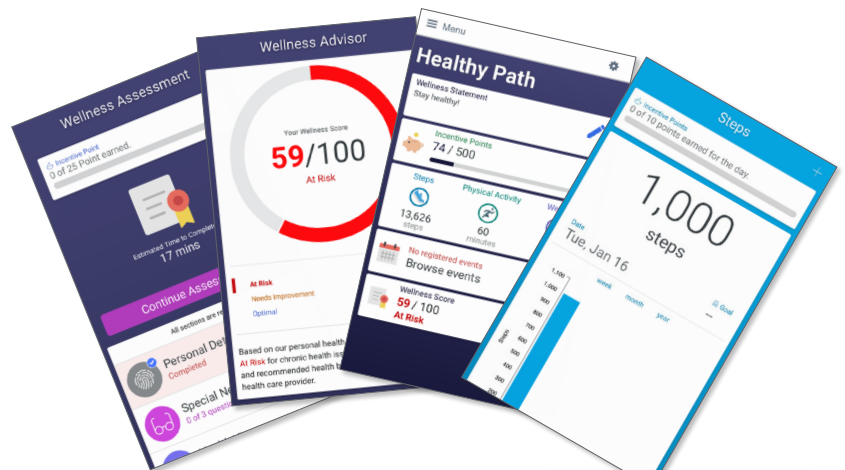 Wellness Assessment
Incentive Point
0 of 25 Point earned.
Estimated Time to Complete
17 mins
Continue Asses
All sections are re
Personal Det
Completed
Special Ne
0 of 3 questi
Wellness Advisor
Your Wellness Score
59/100
At Risk
At Risk
Needs Improvement
Optimal
Based on our personal health
At Risk for chronic health iss
and recommended health b
health care provider.
Menu
Healthy Path
Wellness Statement
Stay healthy!
Incentive Points
74 / 500
Steps
13,626
steps
Physical Activity
60
minutes
We
No registered events
Browse events
Wellness Score
59 / 100
At Risk
Steps
Incentive Points
0 of 10 points earned for the day.
1,000
steps
Date
Tue, Jan 16
week month year
Goal
--
Steps
1,100
1,000
900
800
700
600
500
400
300
200